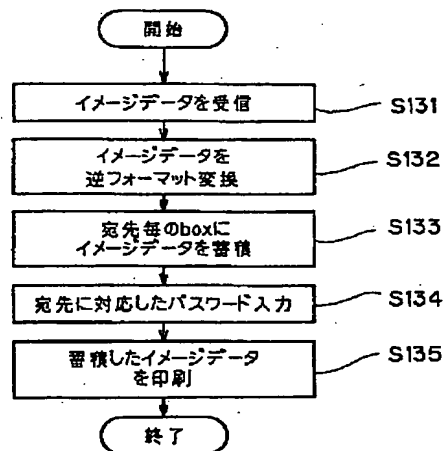 開始
イメージデータを受信
S131
イメージデータを
逆フォーマット変換
S132
宛先毎のboxに
イメージデータを蓄積
S133
宛先に対応したパスワード入力
S134
蓄積したイメージデータ
を印刷
S135
終了